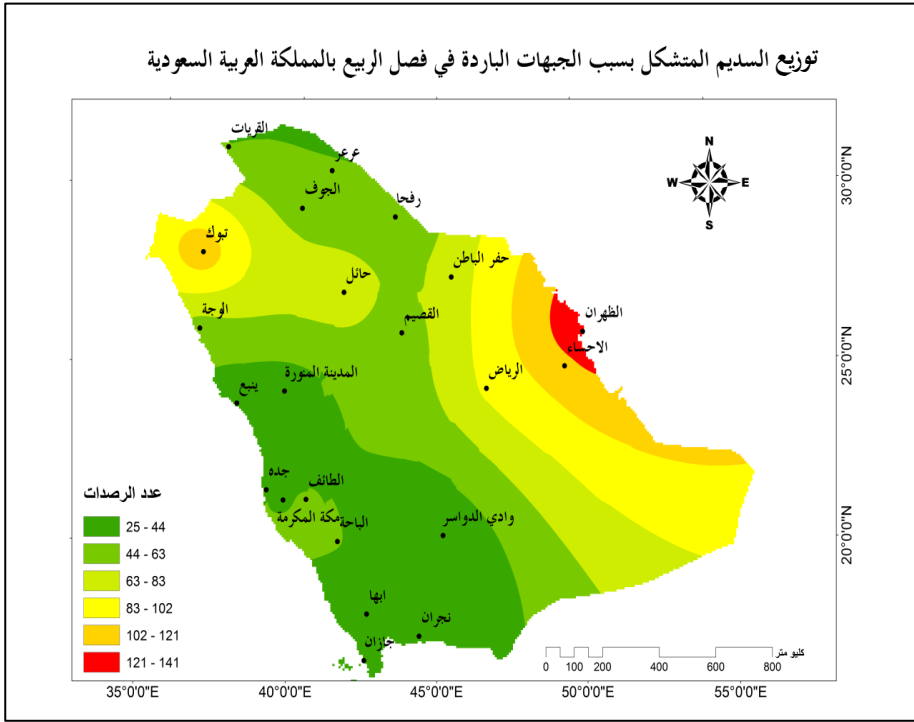 توزيع السديم المتشكل بسبب الجبهات الباردة في فصل الربيع بالمملكة العربية السعودية
N
W E
S
30°0'0"N
25°0'0"N
20°0'0"N
القريات
عرعر
الجوف
رفحا
تبوك
حائل
حفر الباطن
الوجة
القصيم
الظهران
الاحساء
الرياض
المدينة المنورة
ينبع
جده
الطائف
مكة المكرمة
الباحة
وادي الدواسر
ابها
نجران
جازان
عدد الرصدات
25 - 44
44 - 63
63 - 83
83 - 102
102 - 121
121 - 141
كليو متر
0 100 200 400 600 800
35°0'0"E 40°0'0"E 45°0'0"E 50°0'0"E 55°0'0"E